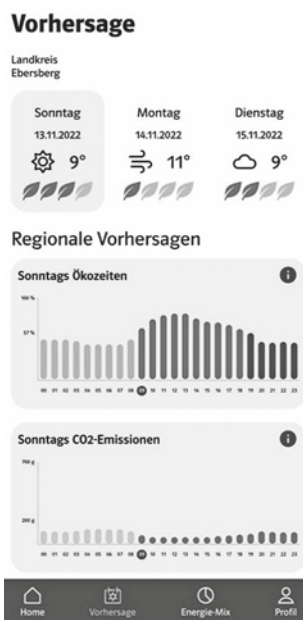 Vorhersage
Landkreis
Ebersberg
Sonntag Montag Dienstag
13.11.2022 14.11.2022 15.11.2022
9° 11° 9°
Regionale Vorhersagen
Sonntags Ökozeiten i
100 %
57 %
00 01 02 03 04 05 06 07 08 09 10 11 12 13 14 15 16 17 18 19 20 21 22 23
Sonntags CO2-Emissionen i
760 g
260 g
00 01 02 03 04 05 06 07 08 09 10 11 12 13 14 15 16 17 18 19 20 21 22 23
Home Vorhersage Energie-Mix Profil